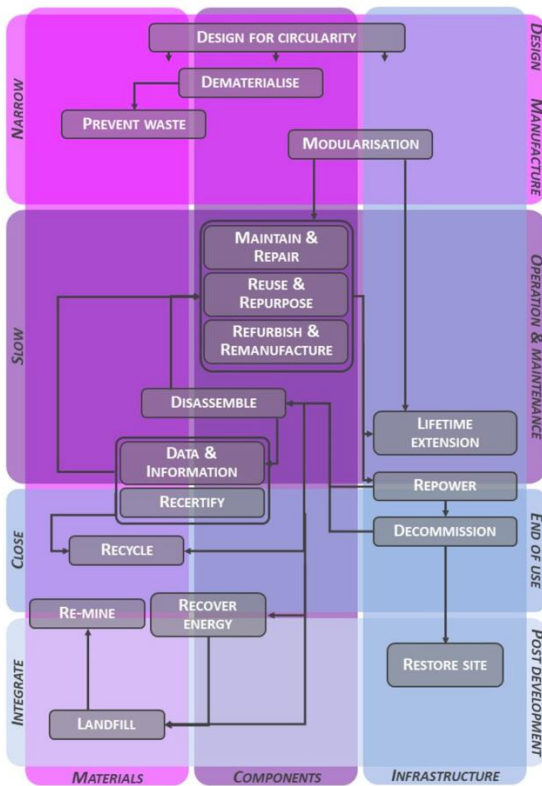 DESIGN FOR CIRCULARITY
DEMATERIALISE
PREVENT WASTE
MODULARISATION
NARROW
DESIGN
MANUFACTURE
MAINTAIN &
REPAIR
REUSE &
REPURPOSE
REFURBISH &
REMANUFACTURE
SLOW
OPERATION & MAINTENANCE
DISASSEMBLE
LIFETIME
EXTENSION
DATA &
INFORMATION
REPOWER
RECERTIFY
DECOMMISSION
CLOSE
END OF USE
RECYCLE
RE-MINE
RECOVER
ENERGY
INTEGRATE
POST DEVELOPMENT
RESTORE SITE
LANDFILL
MATERIALS
COMPONENTS
INFRASTRUCTURE